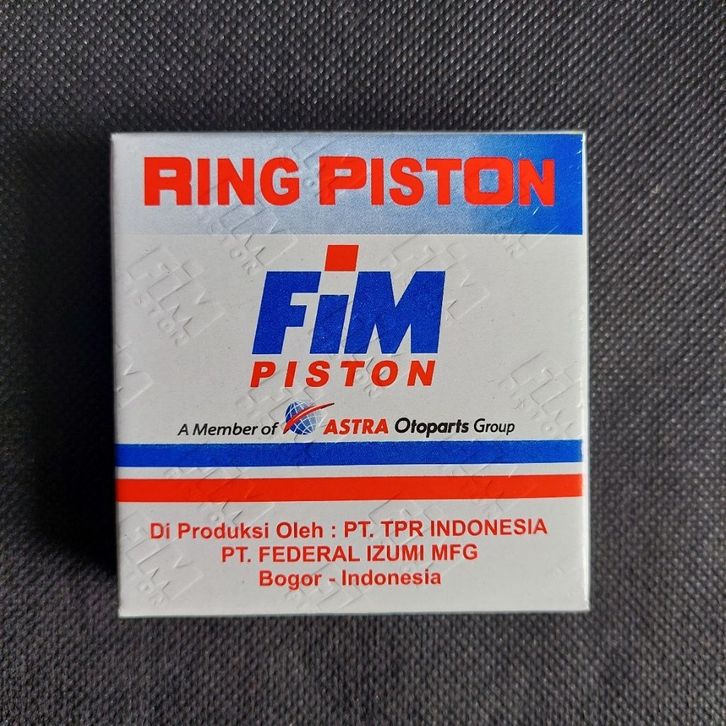 RING PISTON
FiM
PISTON
A Member of ASTRA Otoparts Group
Di Produksi Oleh : PT. TPR INDONESIA
PT. FEDERAL IZUMI MFG
Bogor - Indonesia